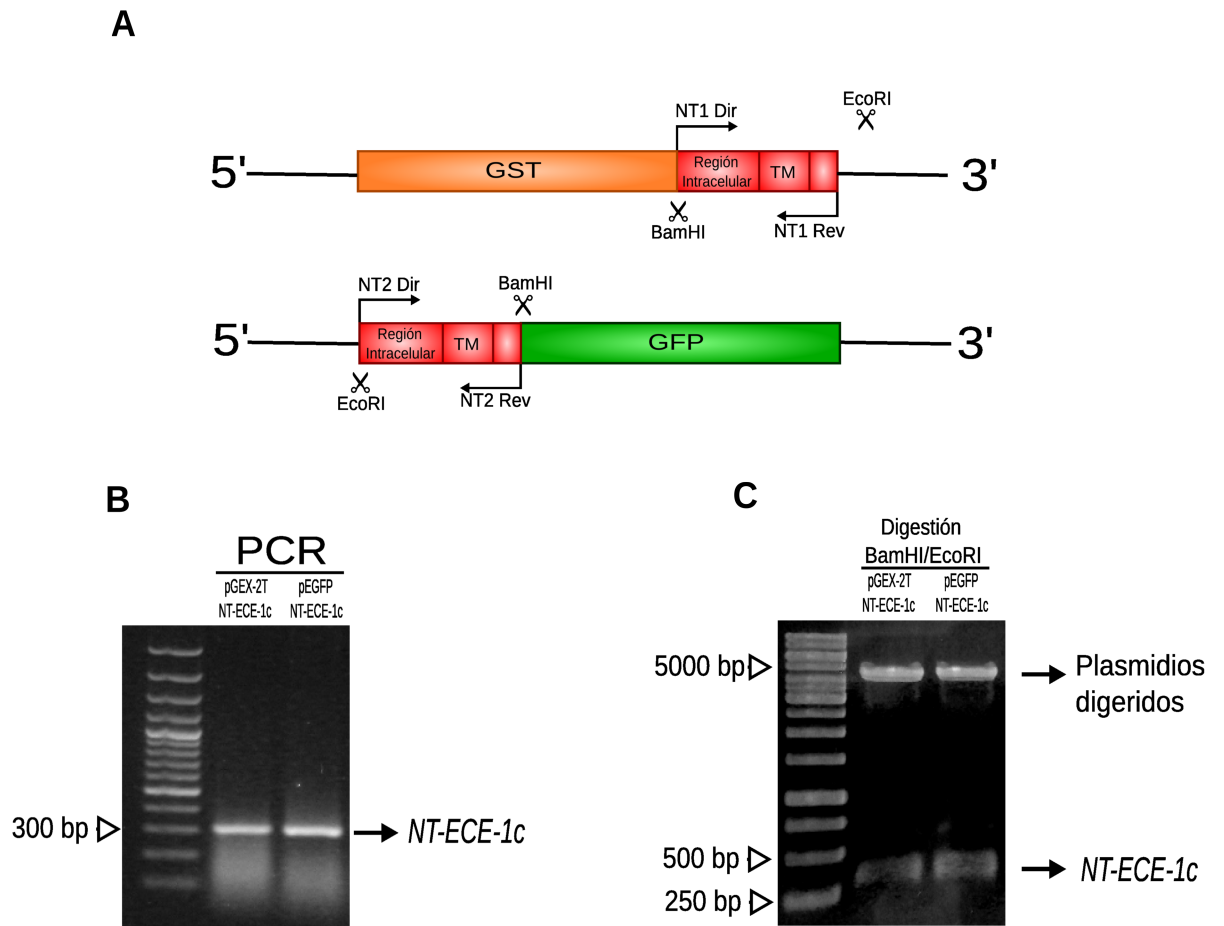 A
EcoRI
NT1 Dir
5'
GST
Región
Intracelular
TM
3'
BamHI
NT1 Rev
NT2 Dir
BamHI
5'
Región
Intracelular
TM
GFP
3'
EcoRI
NT2 Rev
B
PCR
pGEX-2T
NT-ECE-1c
pEGFP
NT-ECE-1c
300 bp
NT-ECE-1c
C
Digestión
BamHI/EcoRI
pGEX-2T
NT-ECE-1c
pEGFP
NT-ECE-1c
5000 bp
Plasmidios
digeridos
500 bp
NT-ECE-1c
250 bp